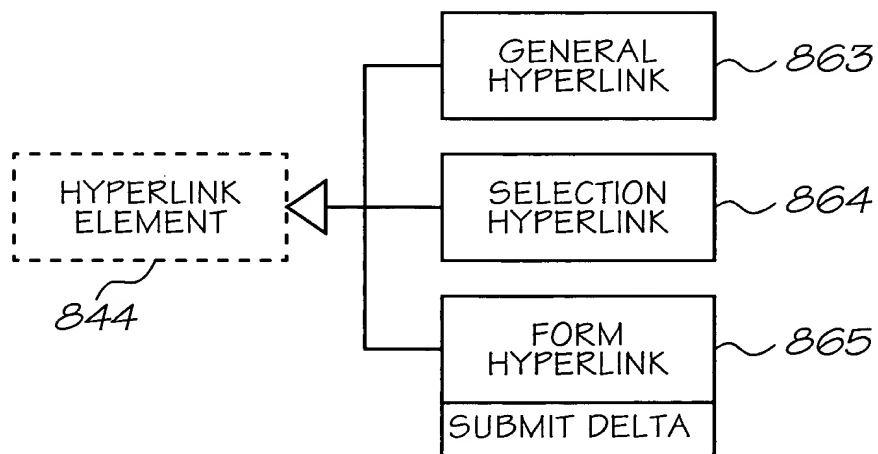 GENERAL
HYPERLINK
863
HYPERLINK
ELEMENT
844
SELECTION
HYPERLINK
864
FORM
HYPERLINK
865
SUBMIT DELTA